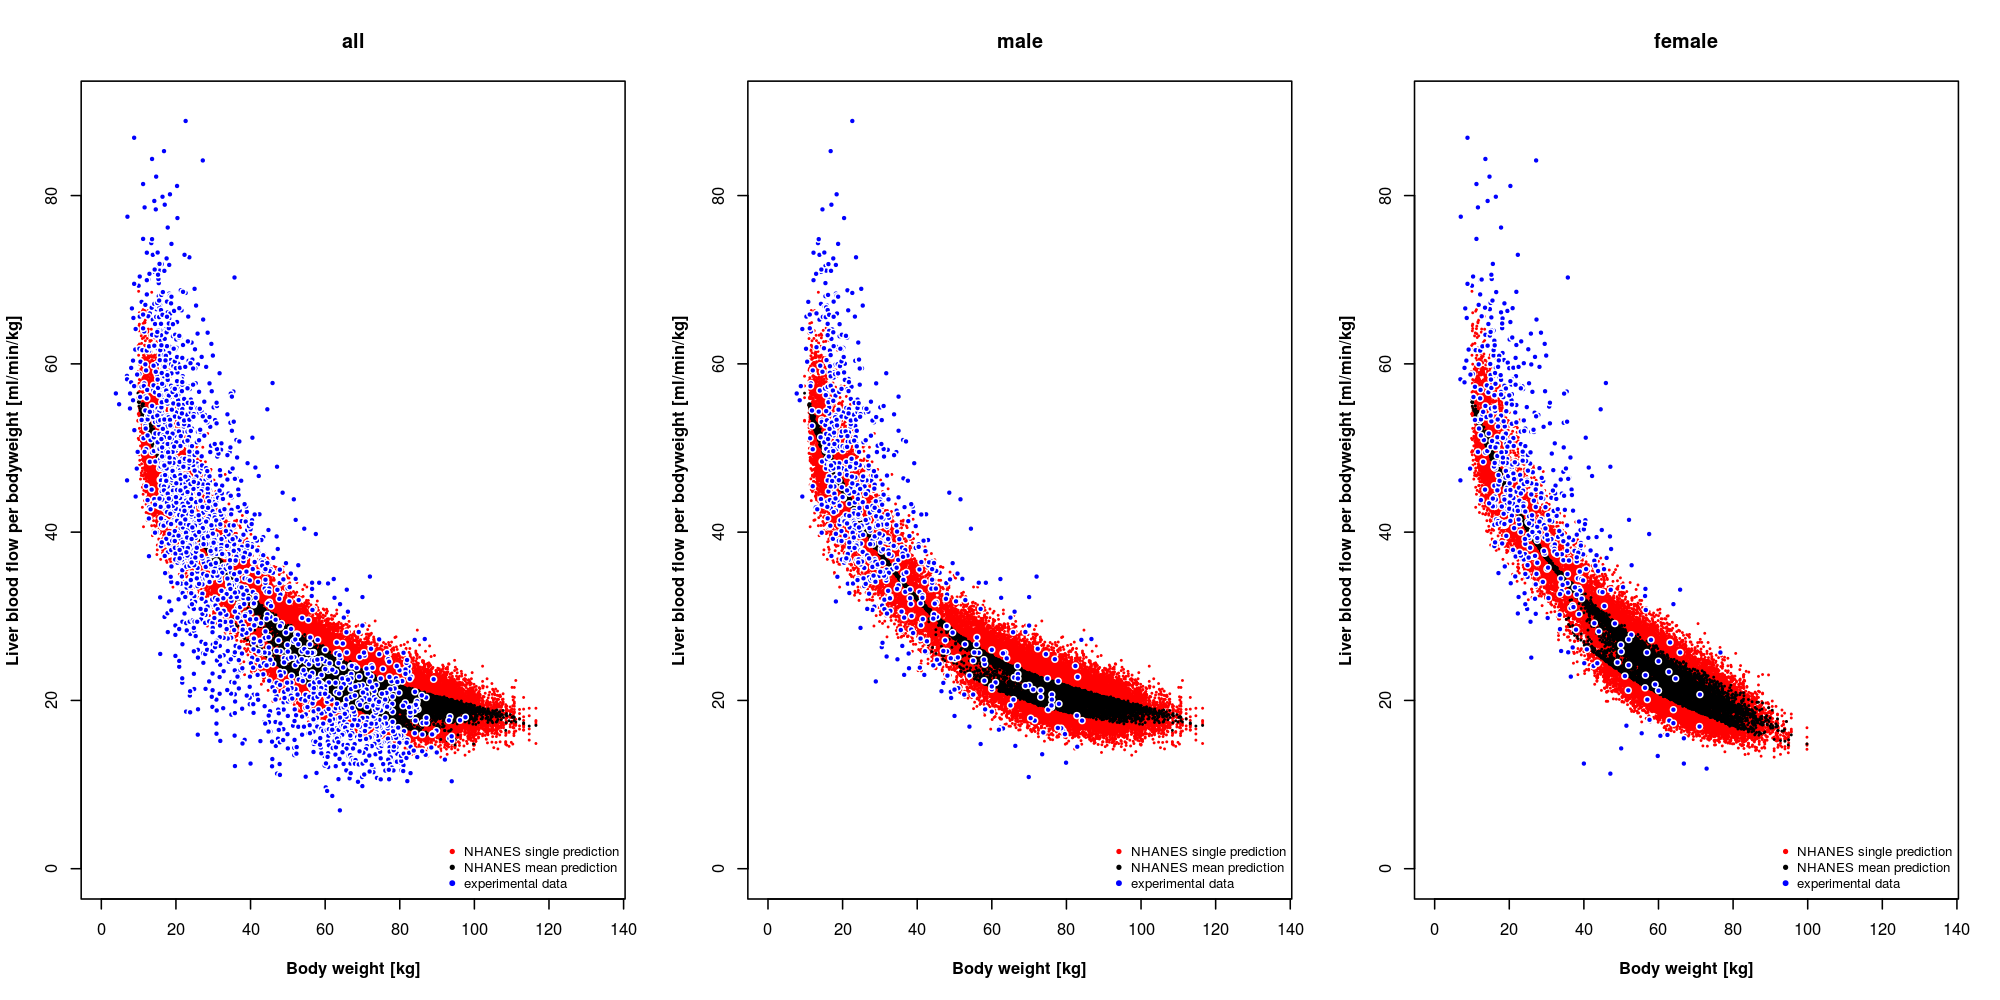 all
male
female
Liver blood flow per bodyweight [ml/min/kg]
0 20 40 60 80
NHANES single prediction
NHANES mean prediction
experimental data
0 20 40 60 80 100 120 140
Body weight [kg]
Liver blood flow per bodyweight [ml/min/kg]
0 20 40 60 80
NHANES single prediction
NHANES mean prediction
experimental data
0 20 40 60 80 100 120 140
Body weight [kg]
Liver blood flow per bodyweight [ml/min/kg]
0 20 40 60 80
NHANES single prediction
NHANES mean prediction
experimental data
0 20 40 60 80 100 120 140
Body weight [kg]